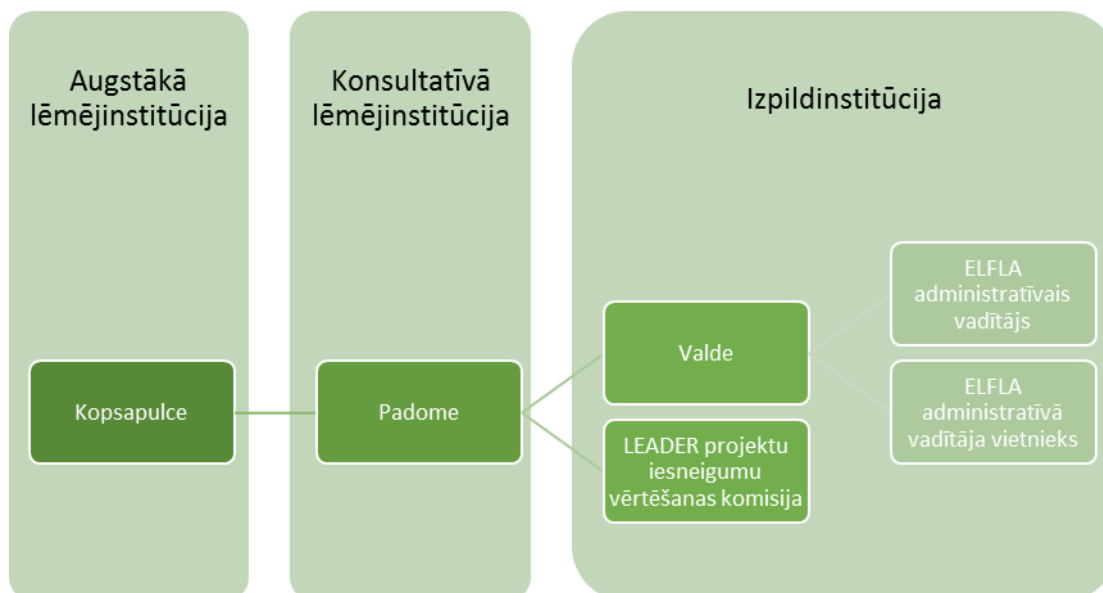 Augstākā
lēmējinstitūcija
Konsultatīvā
lēmējinstitūcija
Izpildinstitūcija
Kopsapulce
Padome
Valde
LEADER projektu
iesneigumu
vērtēšanas komisija
ELFLA
administratīvais
vadītājs
ELFLA
administratīvā
vadītāja vietnieks